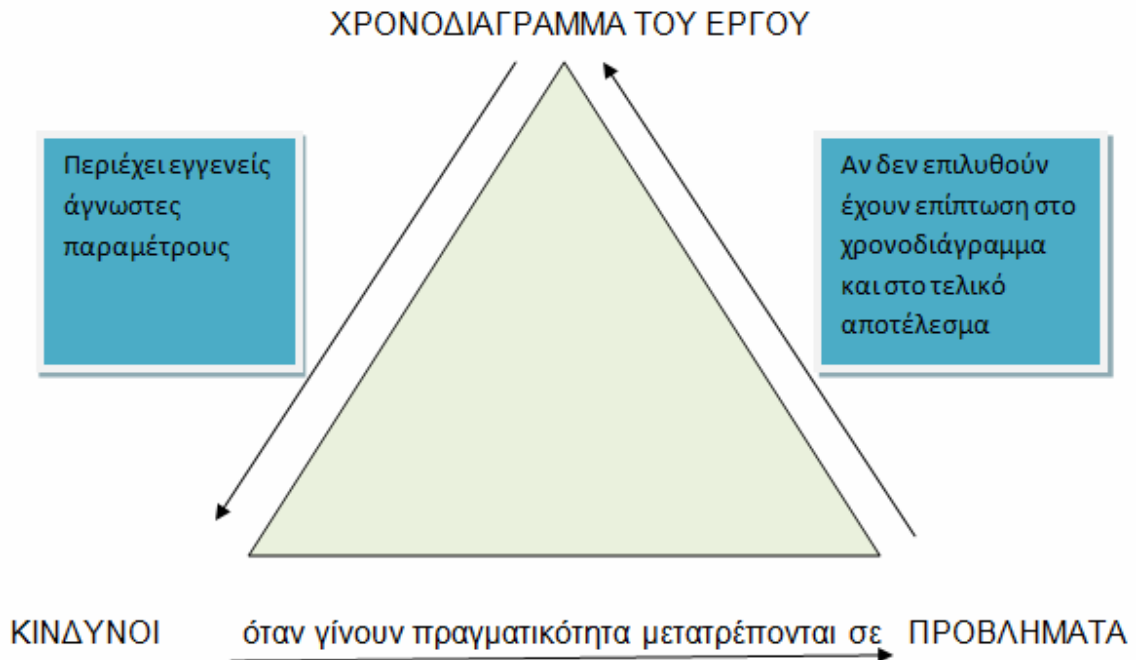 ΧΡΟΝΟΔΙΑΓΡΑΜΜΑ ΤΟΥ ΕΡΓΟΥ
Περιέχει εγγενείς
άγνωστες
παραμέτρους
Αν δεν επιλυθούν
έχουν επίπτωση στο
χρονοδιάγραμμα
και στο τελικό
αποτέλεσμα
ΚΙΝΔΥΝΟΙ όταν γίνουν πραγματικότητα μετατρέπονται σε ΠΡΟΒΛΗΜΑΤΑ